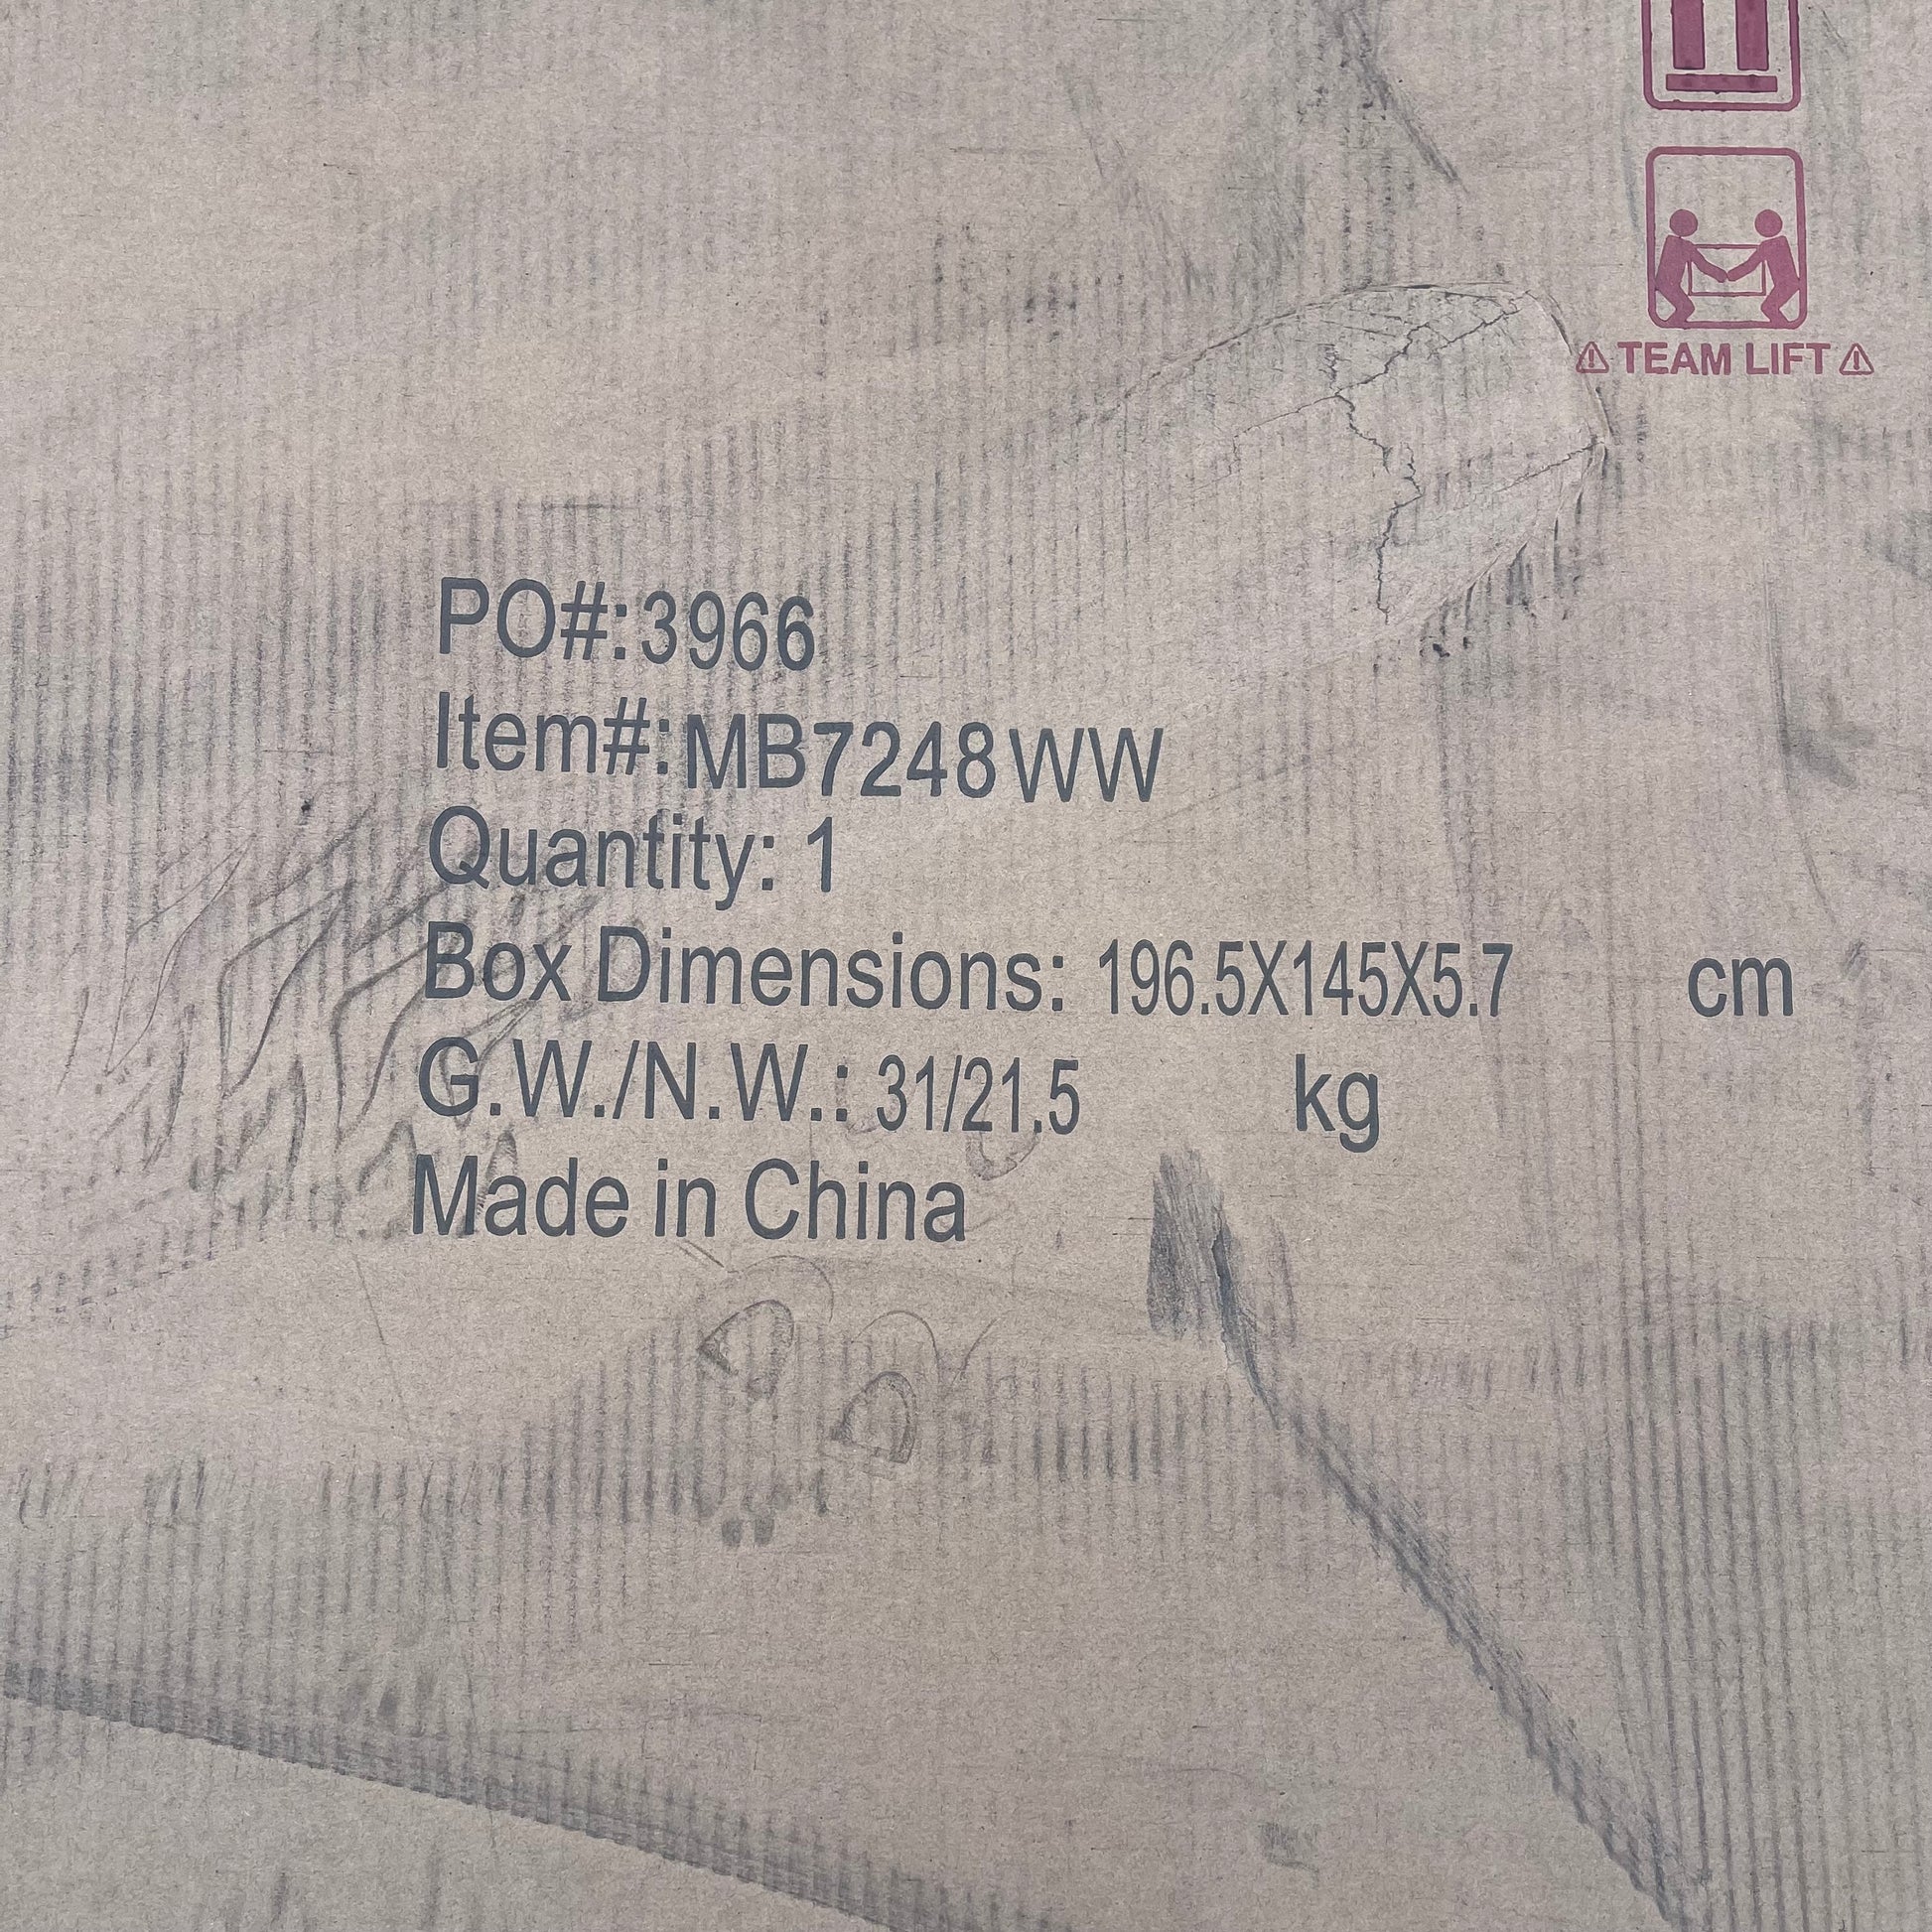 TEAM LIFT
PO#:3966
Item#:MB7248WW
Quantity: 1
Box Dimensions: 196.5X145X5.7 cm
G.W./N.W.: 31/21.5 kg
Made in China